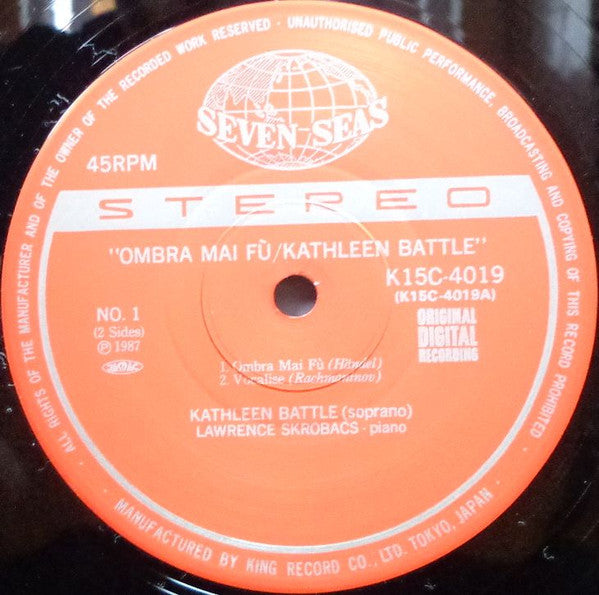 ALL RIGHTS OF THE MANUFACTURER AND OF THE OWNER OF THE RECORDED WORK RESERVED · UNAUTHORISED PUBLIC PERFORMANCE, BROADCASTING AND COPYING OF THIS RECORD PROHIBITED.
SEVEN-SEAS
45RPM
STEREO
"OMBRA MAI FÙ/KATHLEEN BATTLE"
K15C-4019
(K15C-4019A)
NO. 1
(2 Sides)
℗ 1987
ORIGINAL
DIGITAL
RECORDING
1. Ombra Mai Fù (Händel)
2. Vocalise (Rachmaninov)
KATHLEEN BATTLE (soprano)
LAWRENCE SKROBACS · piano
MANUFACTURED BY KING RECORD CO., LTD. TOKYO, JAPAN ·